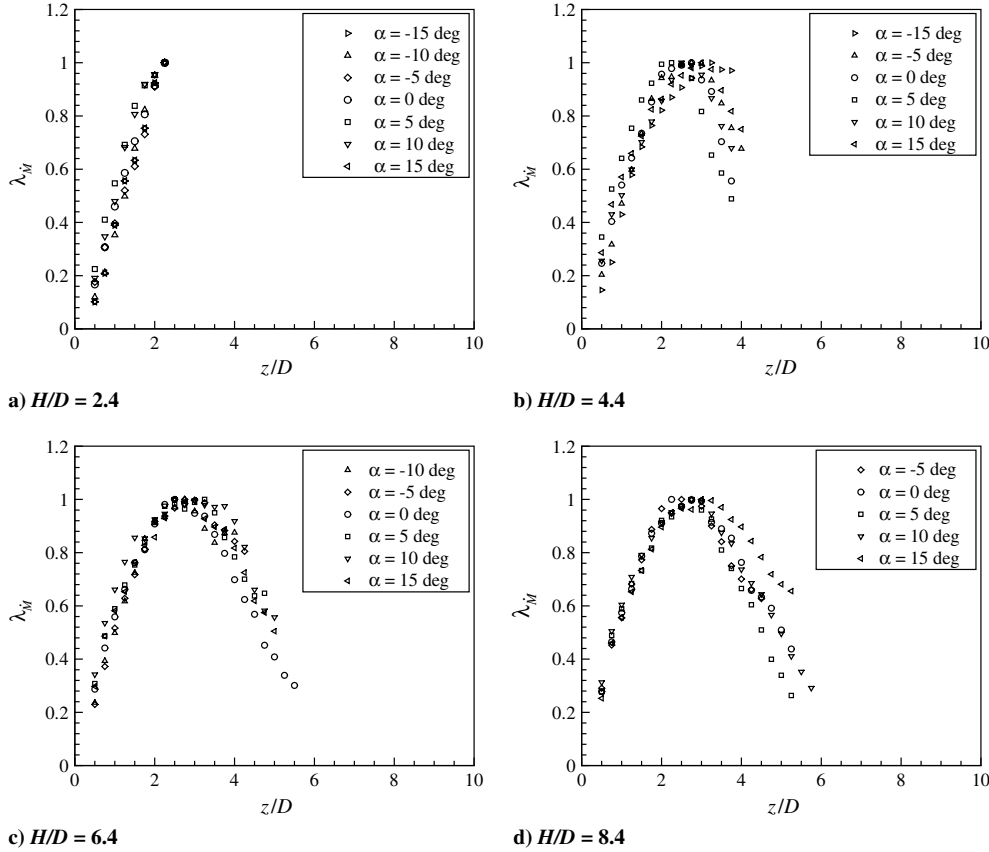 1.2
1
0.8
0.6
0.4
0.2
0
λṀ
0 2 4 6 8 10
z/D
α = -15 deg
α = -10 deg
α = -5 deg
α = 0 deg
α = 5 deg
α = 10 deg
α = 15 deg
a) H/D = 2.4
1.2
1
0.8
0.6
0.4
0.2
0
λṀ
0 2 4 6 8 10
z/D
α = -15 deg
α = -5 deg
α = 0 deg
α = 5 deg
α = 10 deg
α = 15 deg
b) H/D = 4.4
1.2
1
0.8
0.6
0.4
0.2
0
λṀ
0 2 4 6 8 10
z/D
α = -10 deg
α = -5 deg
α = 0 deg
α = 5 deg
α = 10 deg
α = 15 deg
c) H/D = 6.4
1.2
1
0.8
0.6
0.4
0.2
0
λṀ
0 2 4 6 8 10
z/D
α = -5 deg
α = 0 deg
α = 5 deg
α = 10 deg
α = 15 deg
d) H/D = 8.4